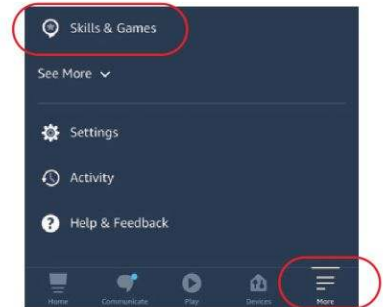 Skills & Games
See More
Settings
Activity
Help & Feedback
Home Communicate Play Devices More